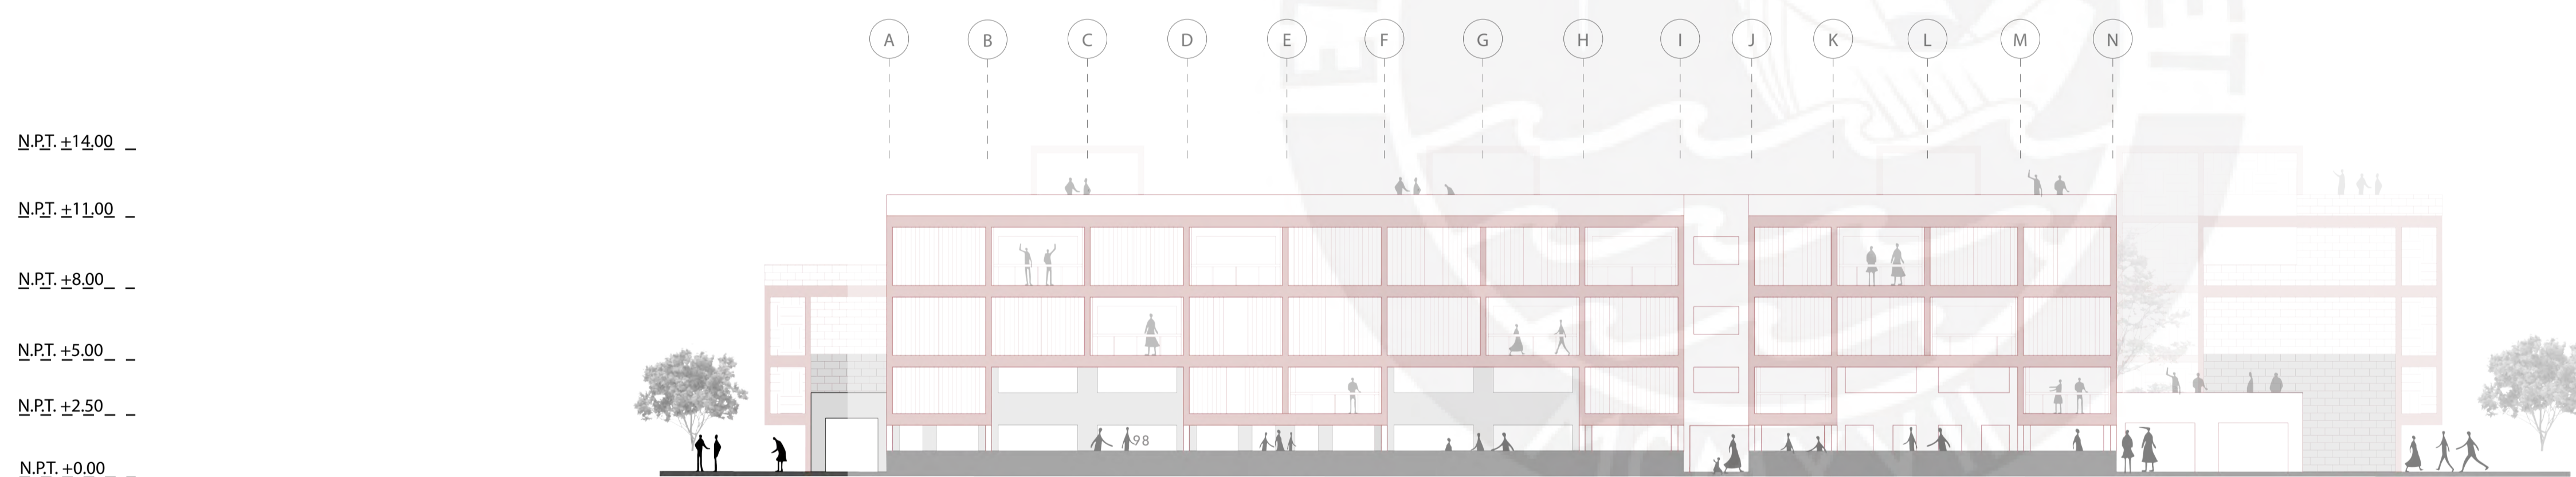 A B C D E F G H I J K L M N
N.P.T. +14.00
N.P.T. +11.00
N.P.T. +8.00
N.P.T. +5.00
N.P.T. +2.50
98
N.P.T. +0.00